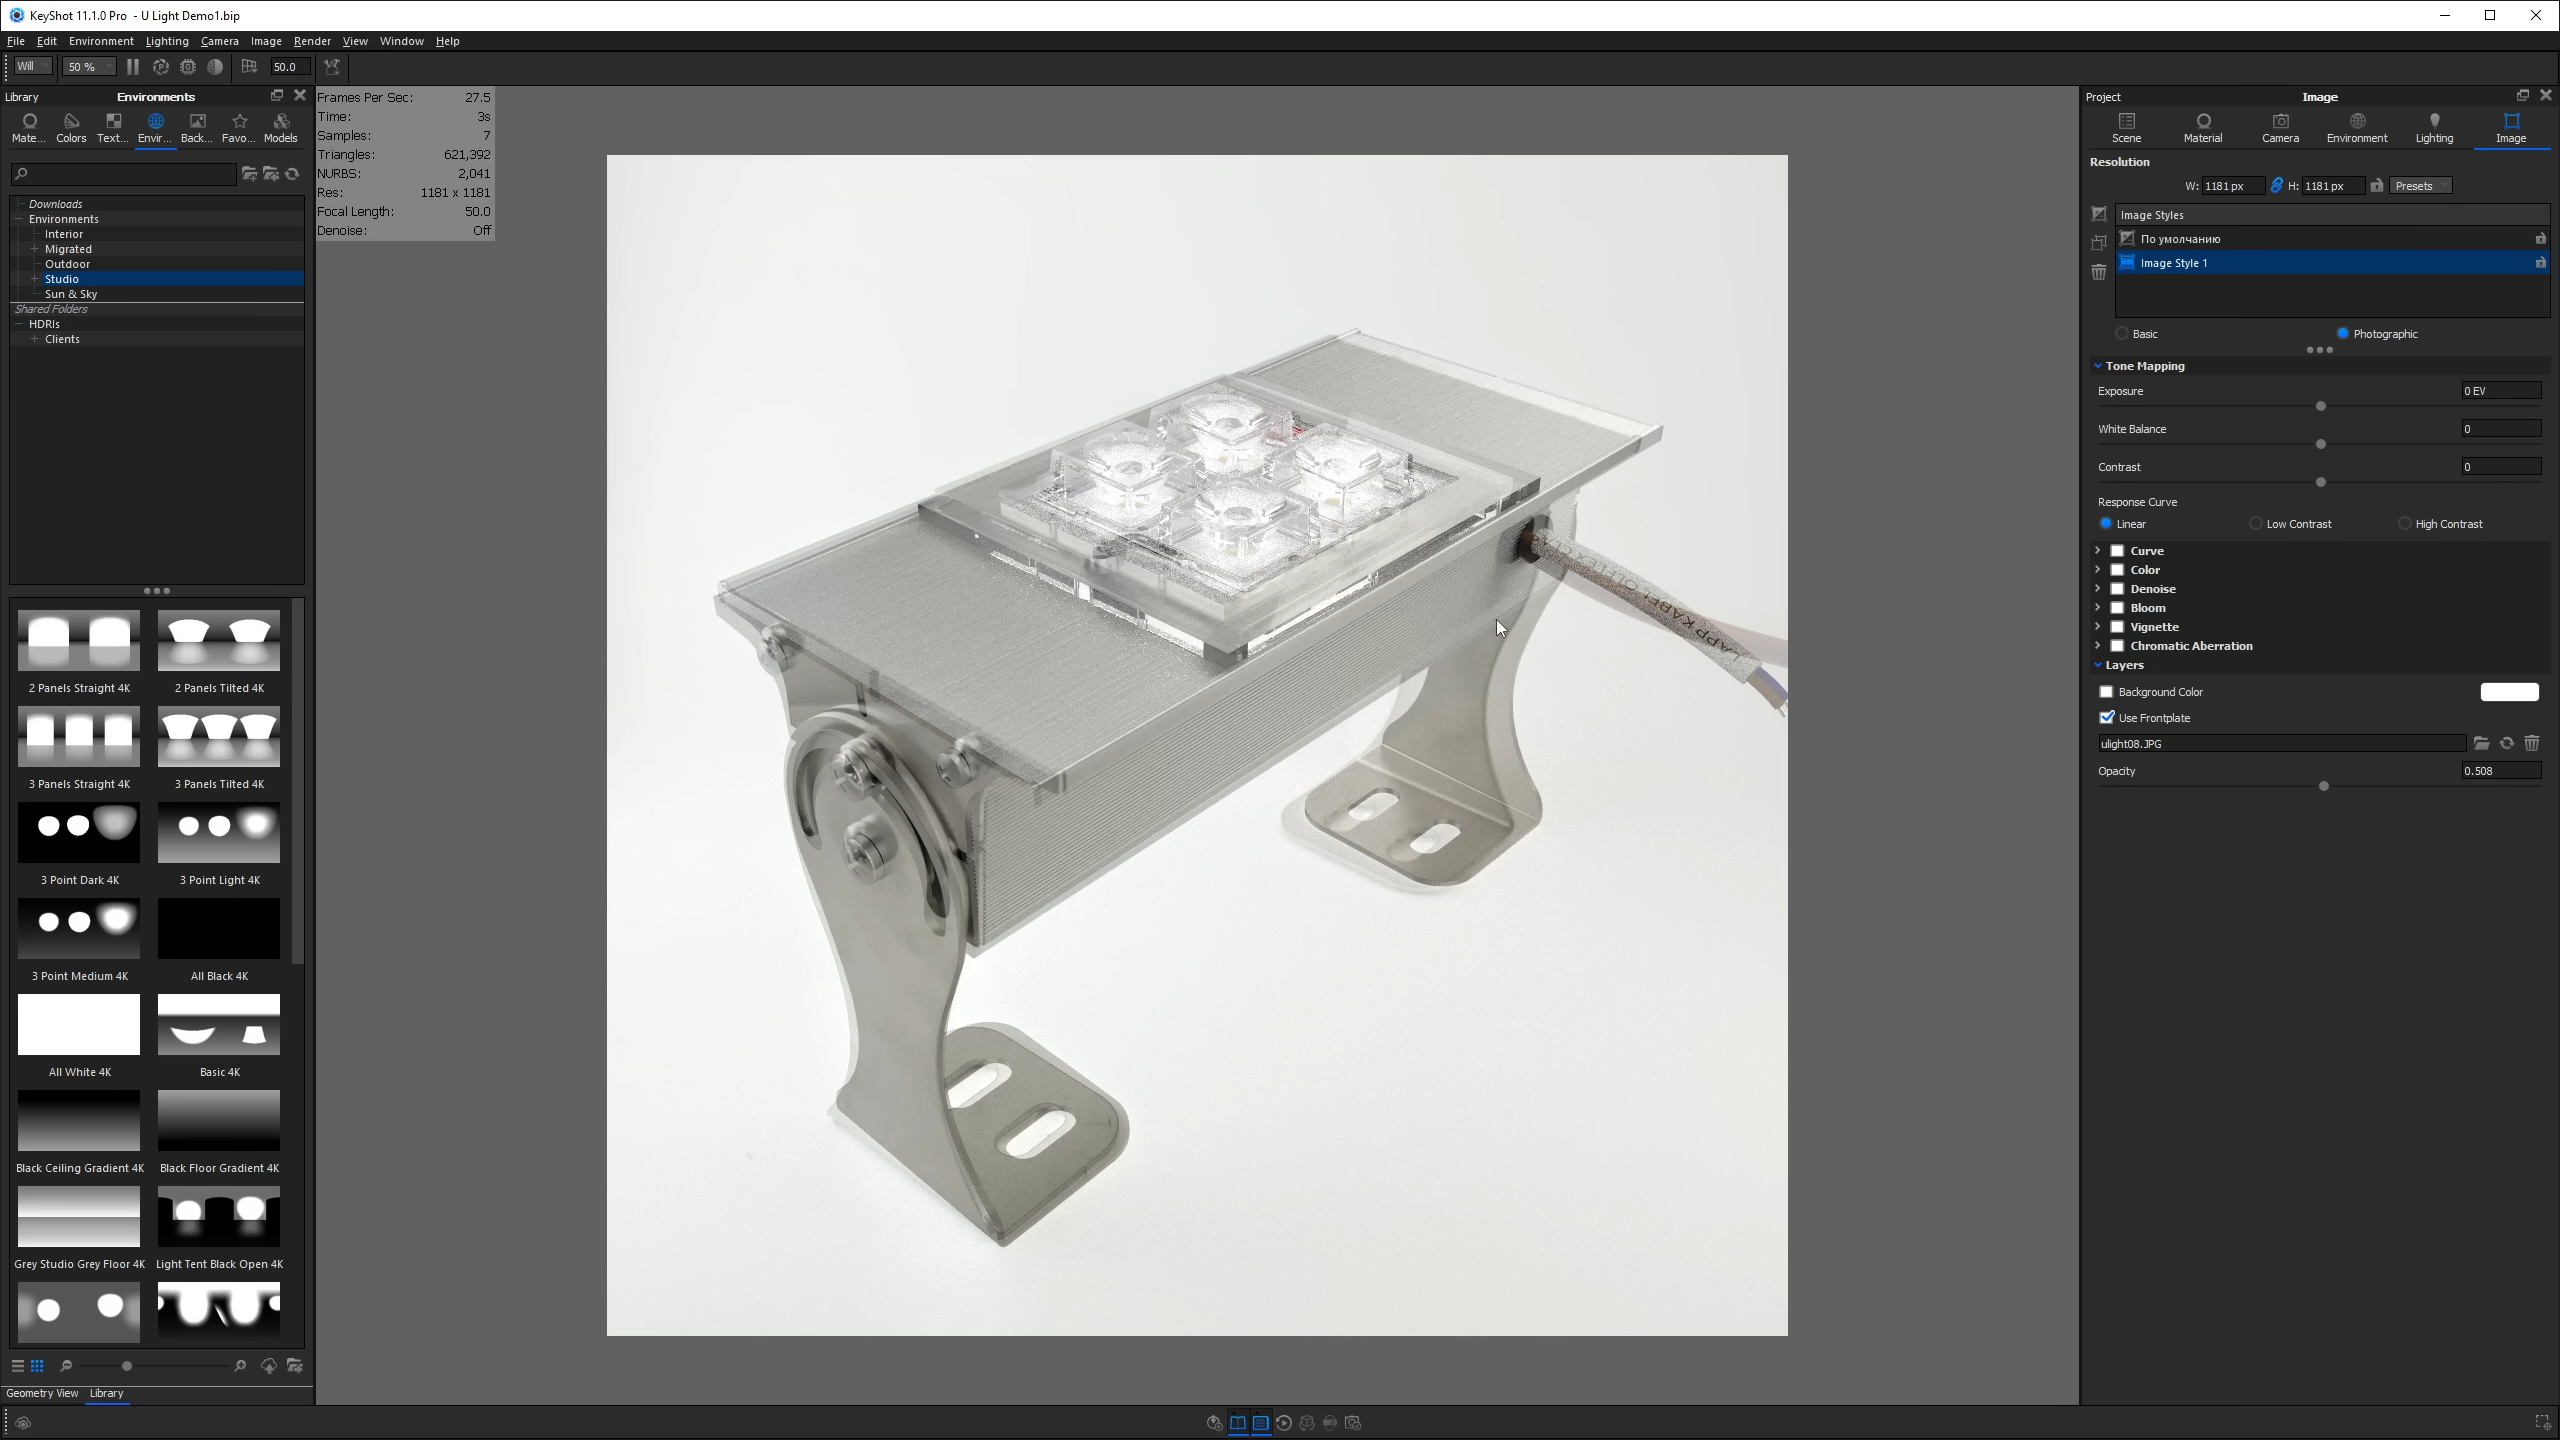 KeyShot 11.1.0 Pro - U Light Demo1.bip
File Edit Environment Lighting Camera Image Render View Window Help
Will 50 % 50.0
Library Environments
Mate... Colors Text... Envir... Back... Favo... Models
Downloads
Environments
Interior
Migrated
Outdoor
Studio
Sun & Sky
Shared Folders
HDRIs
Clients
2 Panels Straight 4K 2 Panels Tilted 4K
3 Panels Straight 4K 3 Panels Tilted 4K
3 Point Dark 4K 3 Point Light 4K
3 Point Medium 4K All Black 4K
All White 4K Basic 4K
Black Ceiling Gradient 4K Black Floor Gradient 4K
Grey Studio Grey Floor 4K Light Tent Black Open 4K
Geometry View Library
Frames Per Sec: 27.5
Time: 3s
Samples: 7
Triangles: 621,392
NURBS: 2,041
Res: 1181 x 1181
Focal Length: 50.0
Denoise: Off
LAPP KABEL
Project Image
Scene Material Camera Environment Lighting Image
Resolution
W: 1181 px H: 1181 px Presets
Image Styles
По умолчанию
Image Style 1
Basic Photographic
Tone Mapping
Exposure 0 EV
White Balance 0
Contrast 0
Response Curve
Linear Low Contrast High Contrast
Curve
Color
Denoise
Bloom
Vignette
Chromatic Aberration
Layers
Background Color
Use Frontplate
ulight08.JPG
Opacity 0.508